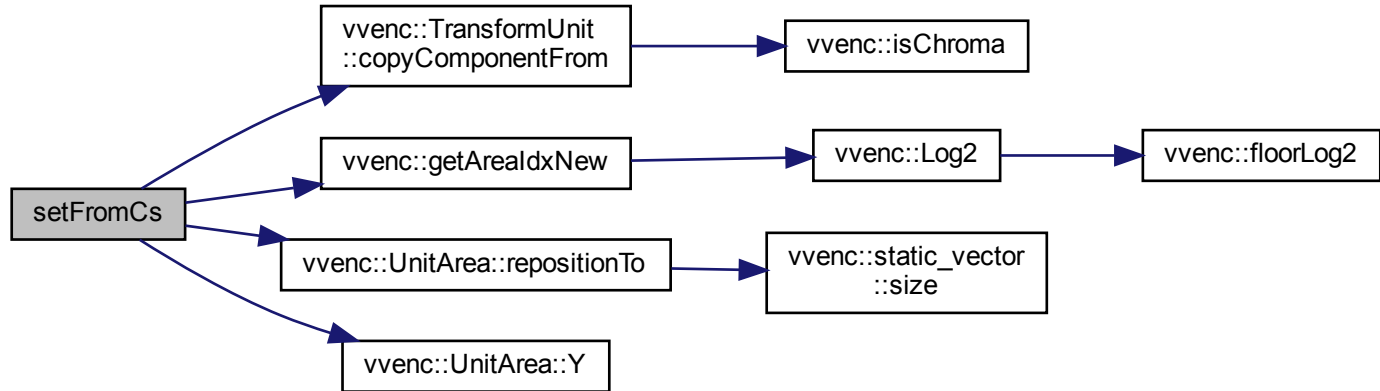 vvenc::TransformUnit
::copyComponentFrom
vvenc::isChroma
vvenc::getAreaIdxNew
vvenc::Log2
vvenc::floorLog2
setFromCs
vvenc::UnitArea::repositionTo
vvenc::static_vector
::size
vvenc::UnitArea::Y